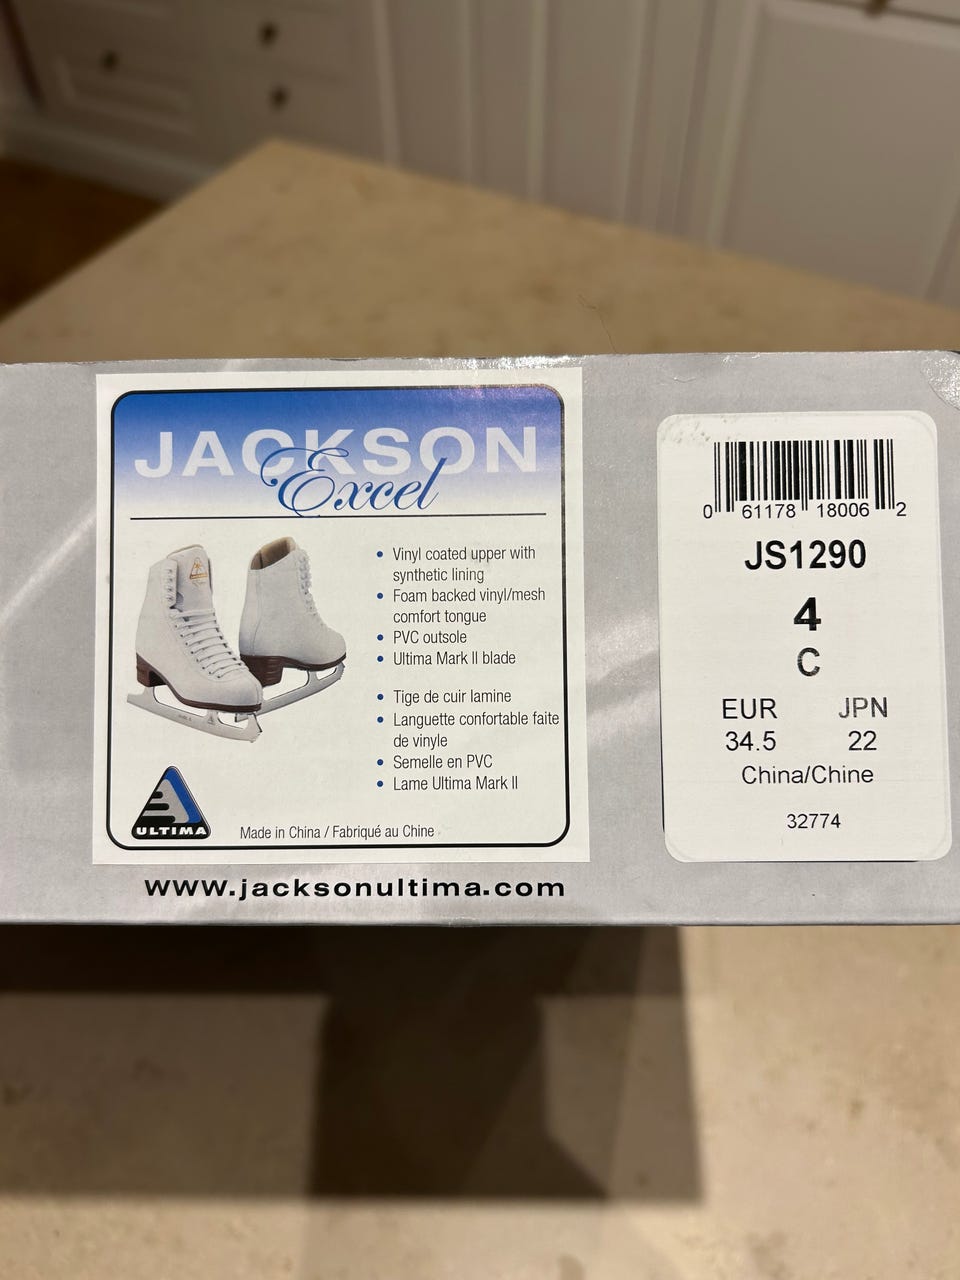 JACKSON
Excel
• Vinyl coated upper with
synthetic lining
• Foam backed vinyl/mesh
comfort tongue
• PVC outsole
• Ultima Mark II blade
• Tige de cuir lamine
• Languette confortable faite
de vinyle
• Semelle en PVC
• Lame Ultima Mark II
ULTIMA
Made in China / Fabriqué au Chine
www.jacksonultima.com
0 61178 18006 2
JS1290
4
C
EUR JPN
34.5 22
China/Chine
32774